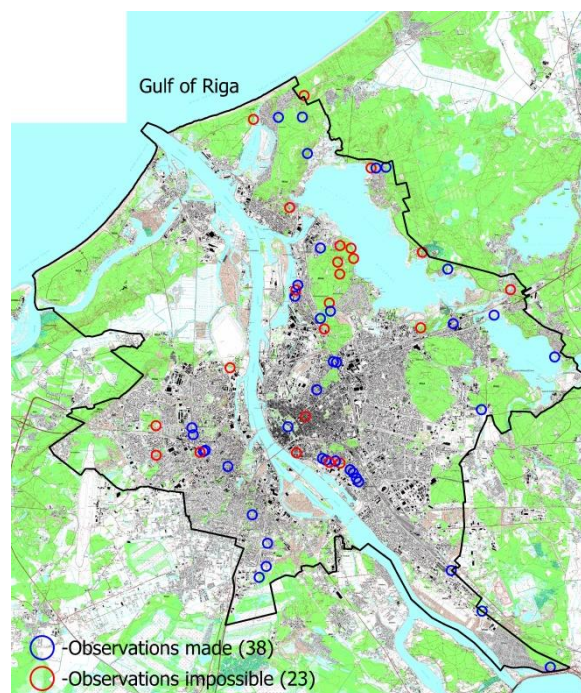 Gulf of Riga
-Observations made (38)
-Observations impossible (23)